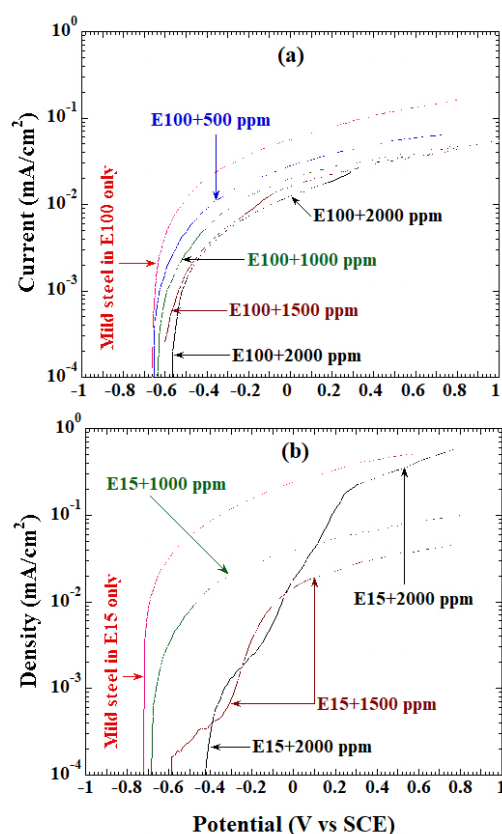 10⁰
(a)
10⁻¹
E100+500 ppm
10⁻²
E100+2000 ppm
Current (mA/cm²)
Mild steel in E100 only
E100+1000 ppm
10⁻³
E100+1500 ppm
E100+2000 ppm
10⁻⁴
-1 -0.8 -0.6 -0.4 -0.2 0 0.2 0.4 0.6 0.8 1
10⁰
(b)
E15+1000 ppm
10⁻¹
E15+2000 ppm
10⁻²
Density (mA/cm²)
Mild steel in E15 only
10⁻³
E15+1500 ppm
E15+2000 ppm
10⁻⁴
-1 -0.8 -0.6 -0.4 -0.2 0 0.2 0.4 0.6 0.8 1
Potential (V vs SCE)